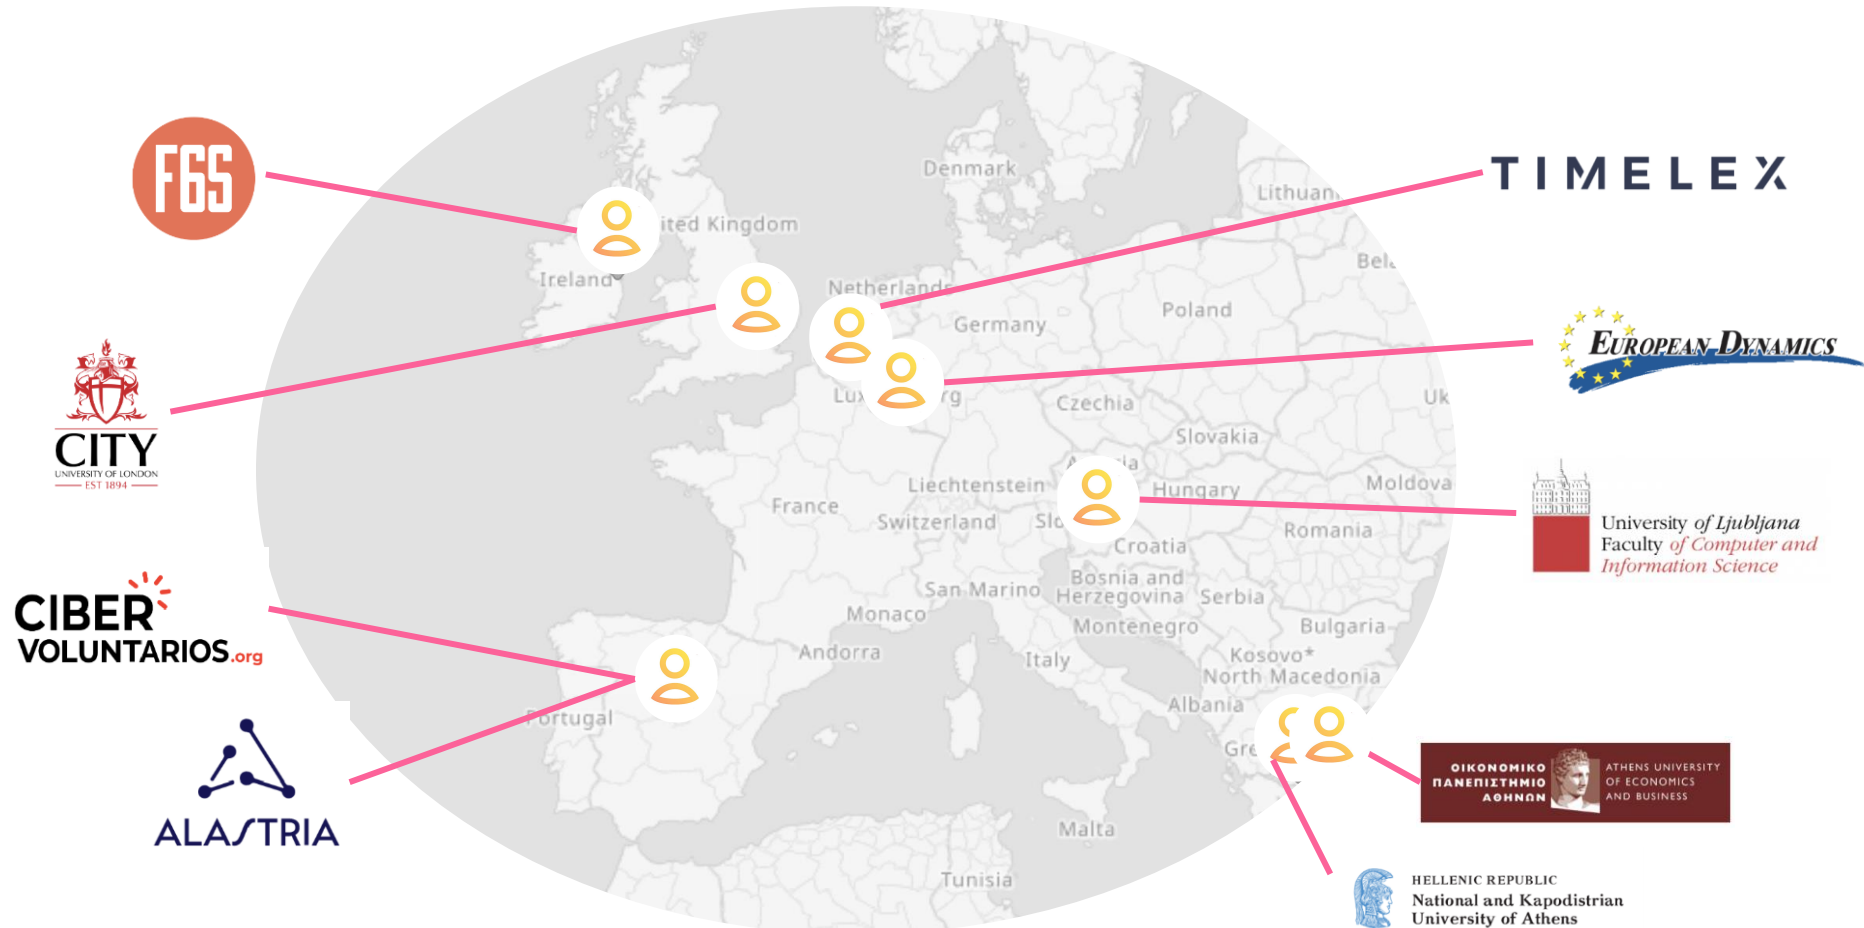 F6S
CITY
UNIVERSITY OF LONDON
EST 1894
CIBER
VOLUNTARIOS.org
ALASTRIA
TIMELEX
EUROPEAN DYNAMICS
University of Ljubljana
Faculty of Computer and
Information Science
ΟΙΚΟΝΟΜΙΚΟ
ΠΑΝΕΠΙΣΤΗΜΙΟ
ΑΘΗΝΩΝ
ATHENS UNIVERSITY
OF ECONOMICS
AND BUSINESS
HELLENIC REPUBLIC
National and Kapodistrian
University of Athens
Denmark
ited Kingdom
Ireland
Netherlands
Germany
Poland
Czechia
Slovakia
Liechtenstein
Hungary
Moldova
France
Switzerland
Romania
Croatia
San Marino
Bosnia and
Herzegovina
Serbia
Monaco
Montenegro
Bulgaria
Andorra
Italy
Kosovo*
North Macedonia
Portugal
Albania
Malta
Tunisia